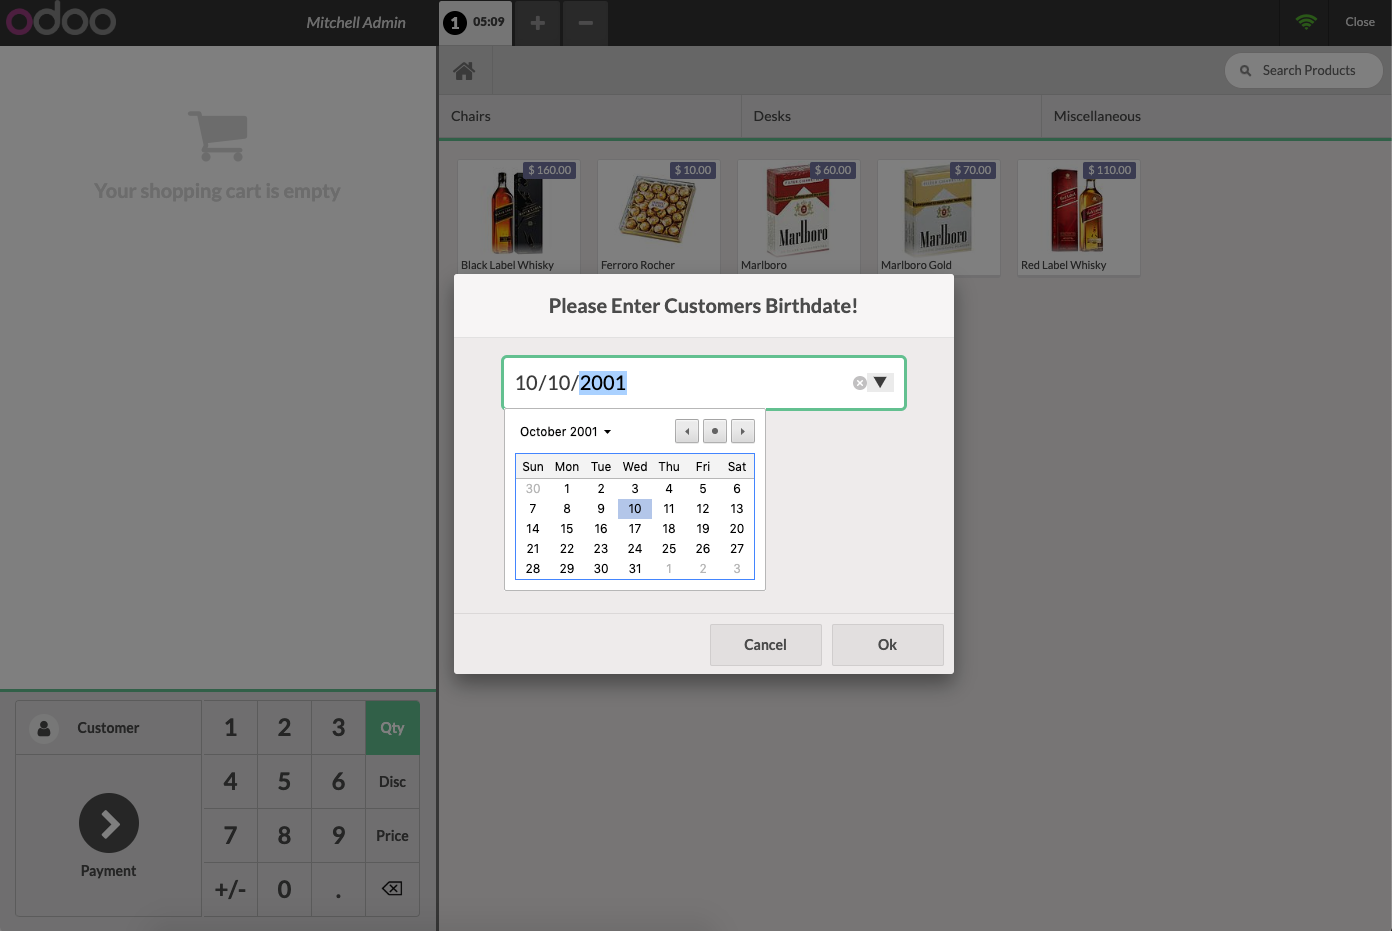 odoo
Mitchell Admin
1 05:09
Close
Search Products
Chairs
Desks
Miscellaneous
Your shopping cart is empty
$ 160.00
$ 10.00
$ 60.00
$ 70.00
$ 110.00
Marlboro
Marlboro
Black Label Whisky
Ferroro Rocher
Marlboro
Marlboro Gold
Red Label Whisky
Please Enter Customers Birthdate!
10/10/2001
October 2001
Sun Mon Tue Wed Thu Fri Sat
30 1 2 3 4 5 6
7 8 9 10 11 12 13
14 15 16 17 18 19 20
21 22 23 24 25 26 27
28 29 30 31 1 2 3
Cancel
Ok
Customer
1 2 3 Qty
4 5 6 Disc
7 8 9 Price
Payment
+/- 0 .